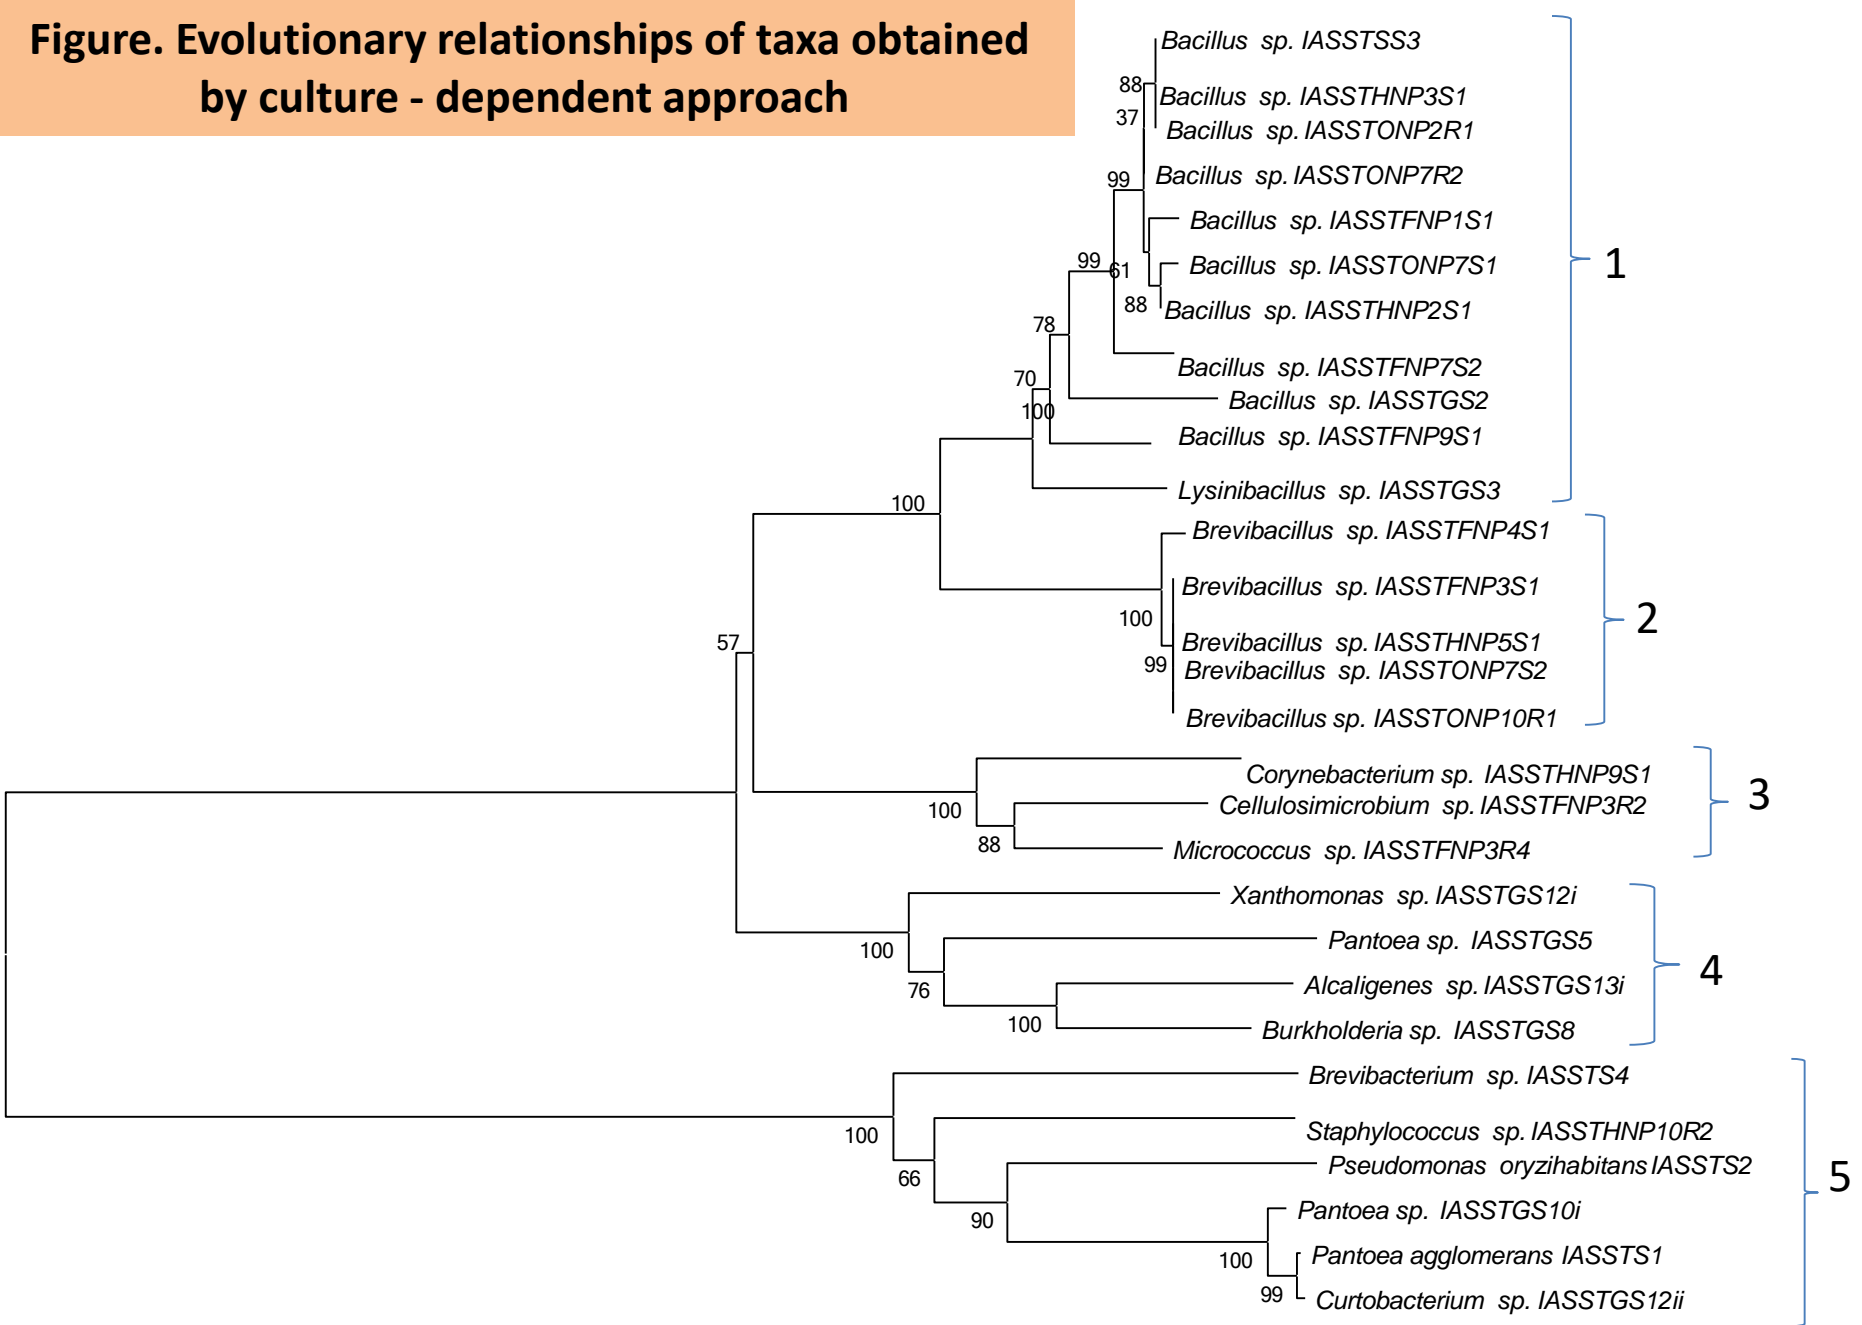 Figure. Evolutionary relationships of taxa obtained
by culture - dependent approach
Bacillus sp. IASSTSS3
88
Bacillus sp. IASSTHNP3S1
37
Bacillus sp. IASSTONP2R1
Bacillus sp. IASSTONP7R2
99
Bacillus sp. IASSTFNP1S1
99
61
Bacillus sp. IASSTONP7S1
1
88
Bacillus sp. IASSTHNP2S1
78
Bacillus sp. IASSTFNP7S2
70
Bacillus sp. IASSTGS2
100
Bacillus sp. IASSTFNP9S1
Lysinibacillus sp. IASSTGS3
100
Brevibacillus sp. IASSTFNP4S1
Brevibacillus sp. IASSTFNP3S1
100
2
Brevibacillus sp. IASSTHNP5S1
57
99
Brevibacillus sp. IASSTONP7S2
Brevibacillus sp. IASSTONP10R1
Corynebacterium sp. IASSTHNP9S1
3
100
Cellulosimicrobium sp. IASSTFNP3R2
88
Micrococcus sp. IASSTFNP3R4
Xanthomonas sp. IASSTGS12i
100
Pantoea sp. IASSTGS5
4
76
Alcaligenes sp. IASSTGS13i
100
Burkholderia sp. IASSTGS8
Brevibacterium sp. IASSTS4
100
Staphylococcus sp. IASSTHNP10R2
66
Pseudomonas oryzihabitans IASSTS2
5
90
Pantoea sp. IASSTGS10i
100
Pantoea agglomerans IASSTS1
99
Curtobacterium sp. IASSTGS12ii